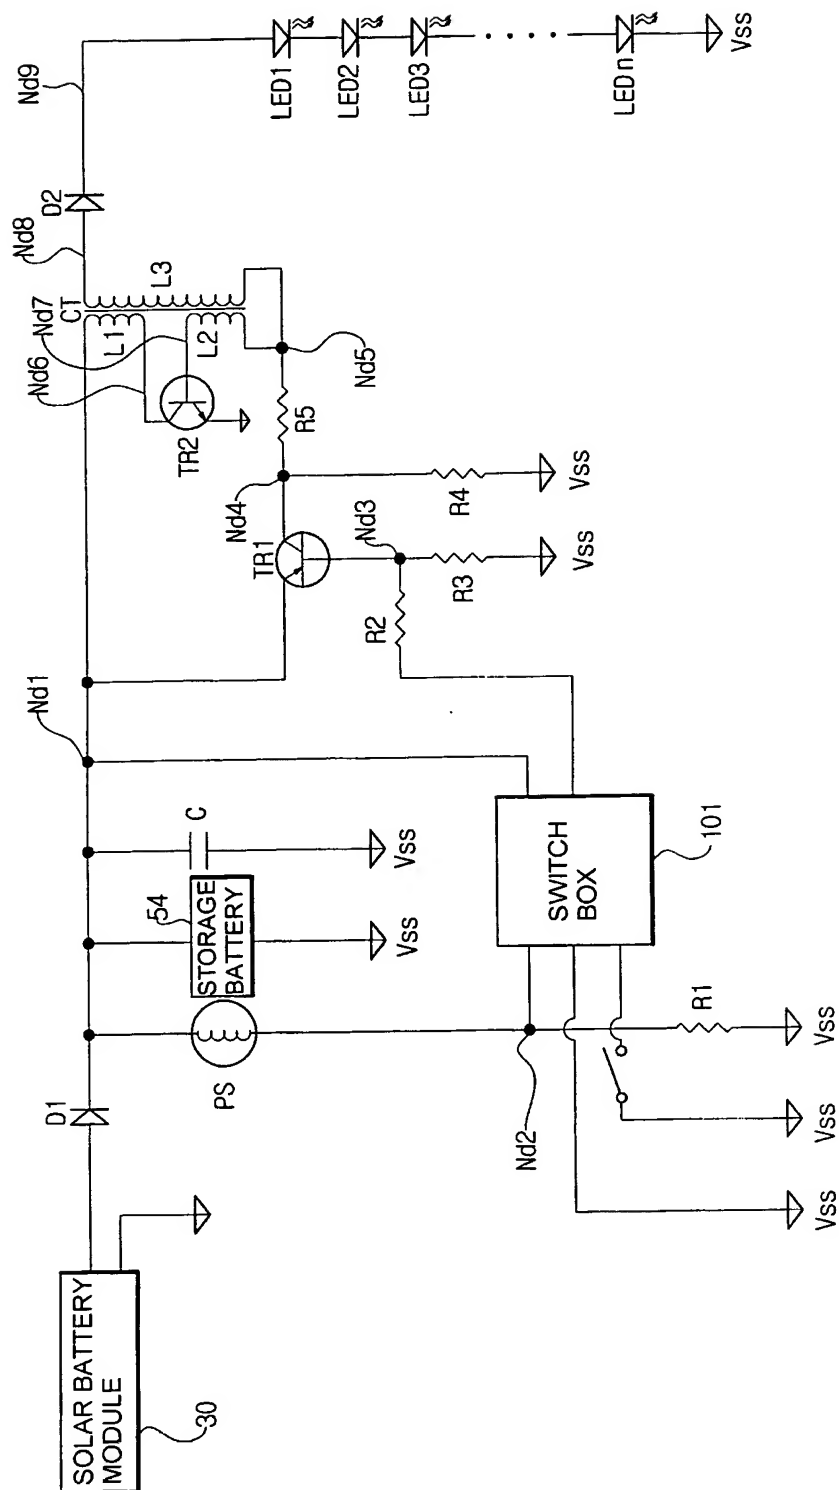 SOLAR BATTERY
MODULE
30
D1
PS
STORAGE
BATTERY
54
Vss
C
Vss
Nd1
Nd2
R1
Vss
Vss
Vss
SWITCH
BOX
101
R2
Nd3
R3
Vss
TR1
Nd4
R4
Vss
R5
Nd5
TR2
Nd6
Nd7
CT
L1
L2
L3
Nd8
D2
Nd9
LED1
LED2
LED3
LEDn
Vss